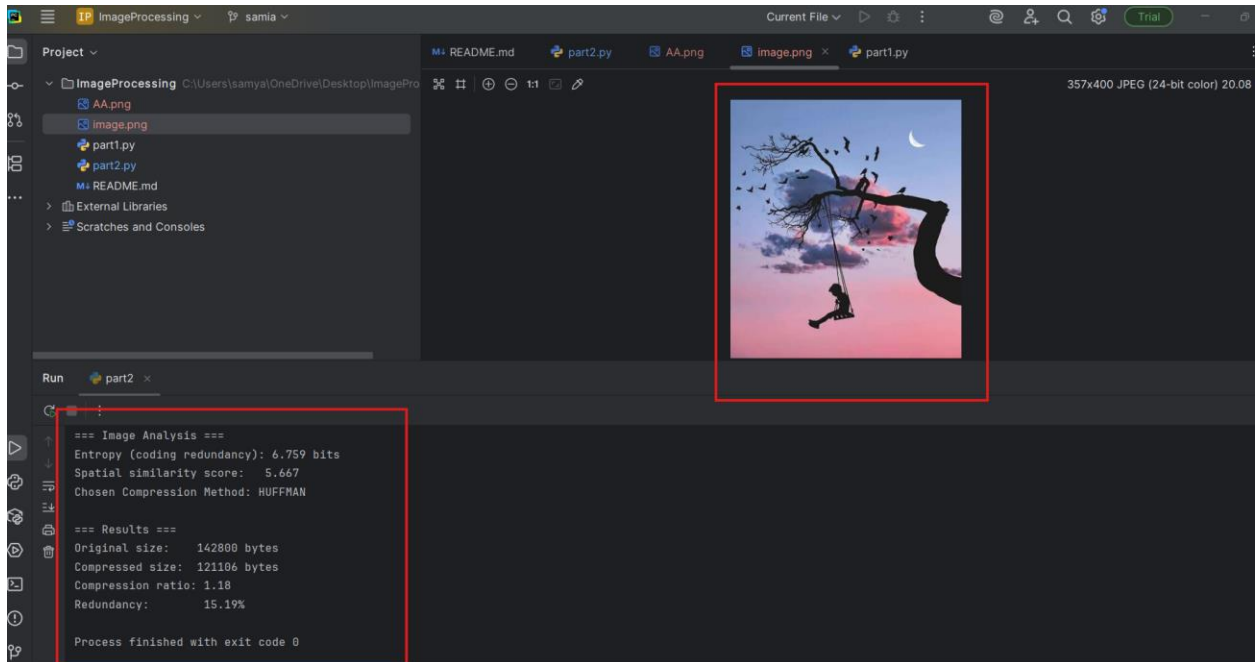 IP ImageProcessing samia Current File Trial
Project
README.md part2.py AA.png image.png part1.py
ImageProcessing C:\Users\samya\OneDrive\Desktop\ImagePro
1:1 357x400 JPEG (24-bit color) 20.08
AA.png
image.png
part1.py
part2.py
M↓ README.md
External Libraries
Scratches and Consoles
Run part2
=== Image Analysis ===
Entropy (coding redundancy): 6.759 bits
Spatial similarity score: 5.667
Chosen Compression Method: HUFFMAN
=== Results ===
Original size: 142800 bytes
Compressed size: 121106 bytes
Compression ratio: 1.18
Redundancy: 15.19%
Process finished with exit code 0